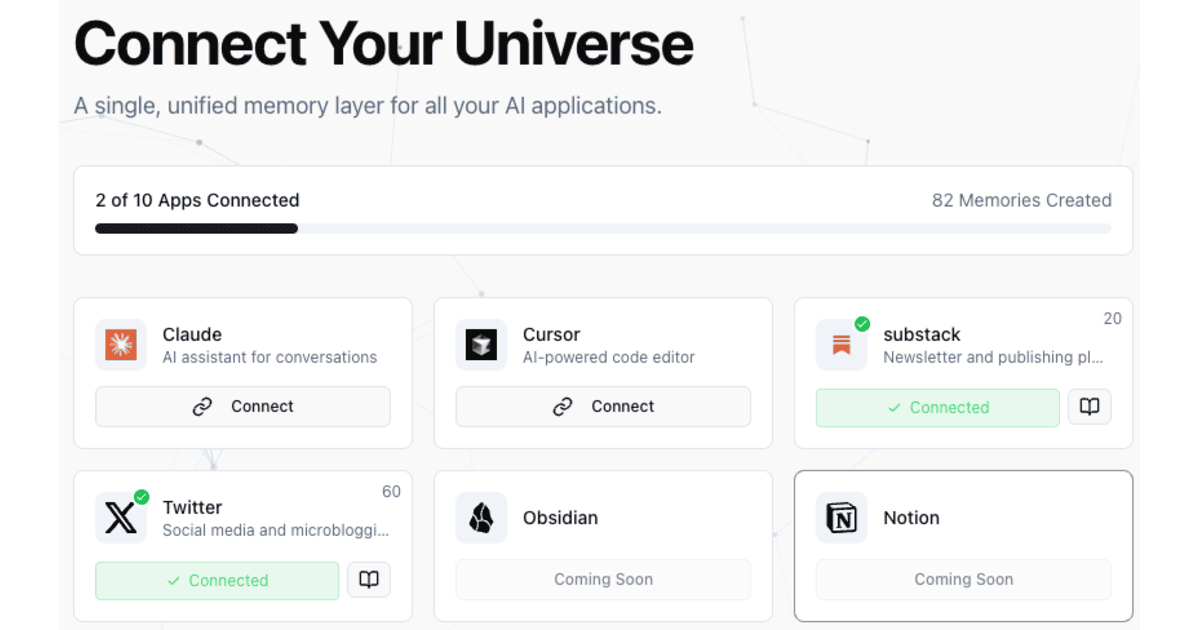 Connect Your Universe
A single, unified memory layer for all your AI applications.
2 of 10 Apps Connected
82 Memories Created
Claude
AI assistant for conversations
Connect
Cursor
AI-powered code editor
Connect
20
substack
Newsletter and publishing pl...
Connected
60
Twitter
Social media and microbloggi...
Connected
Obsidian
Coming Soon
Notion
Coming Soon